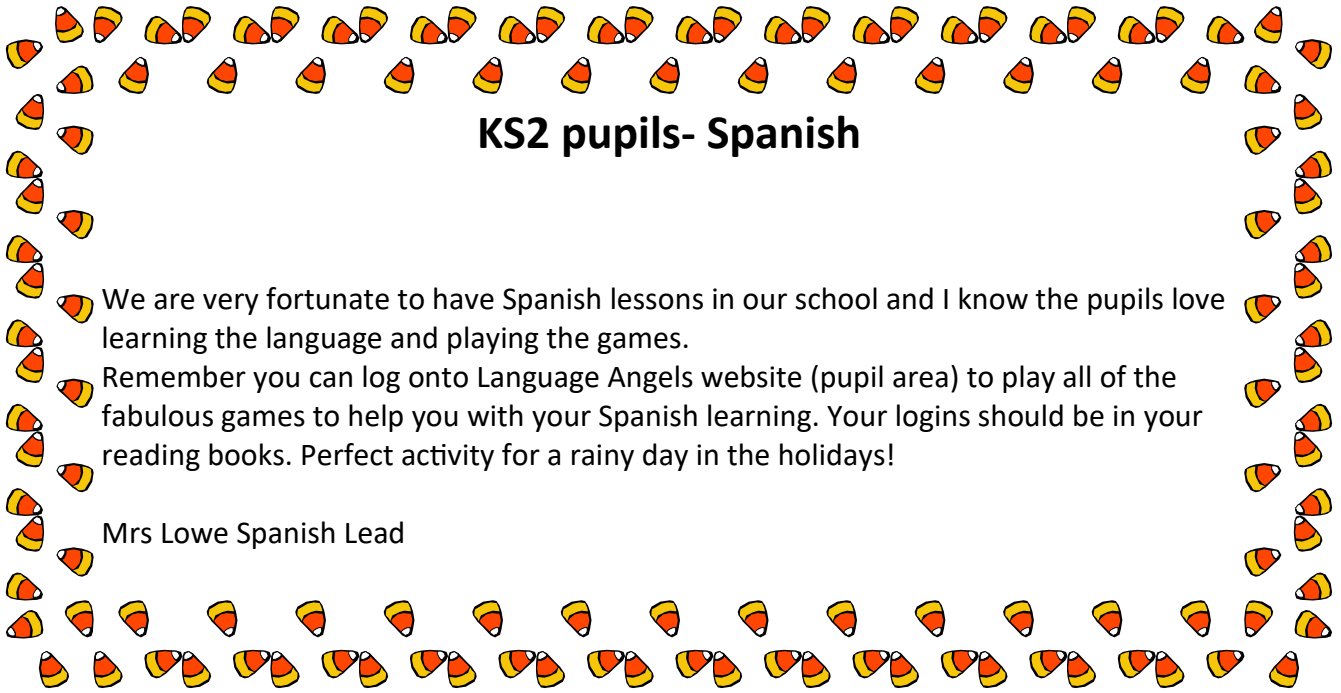 KS2 pupils- Spanish
We are very fortunate to have Spanish lessons in our school and I know the pupils love
learning the language and playing the games.
Remember you can log onto Language Angels website (pupil area) to play all of the
fabulous games to help you with your Spanish learning. Your logins should be in your
reading books. Perfect activity for a rainy day in the holidays!
Mrs Lowe Spanish Lead